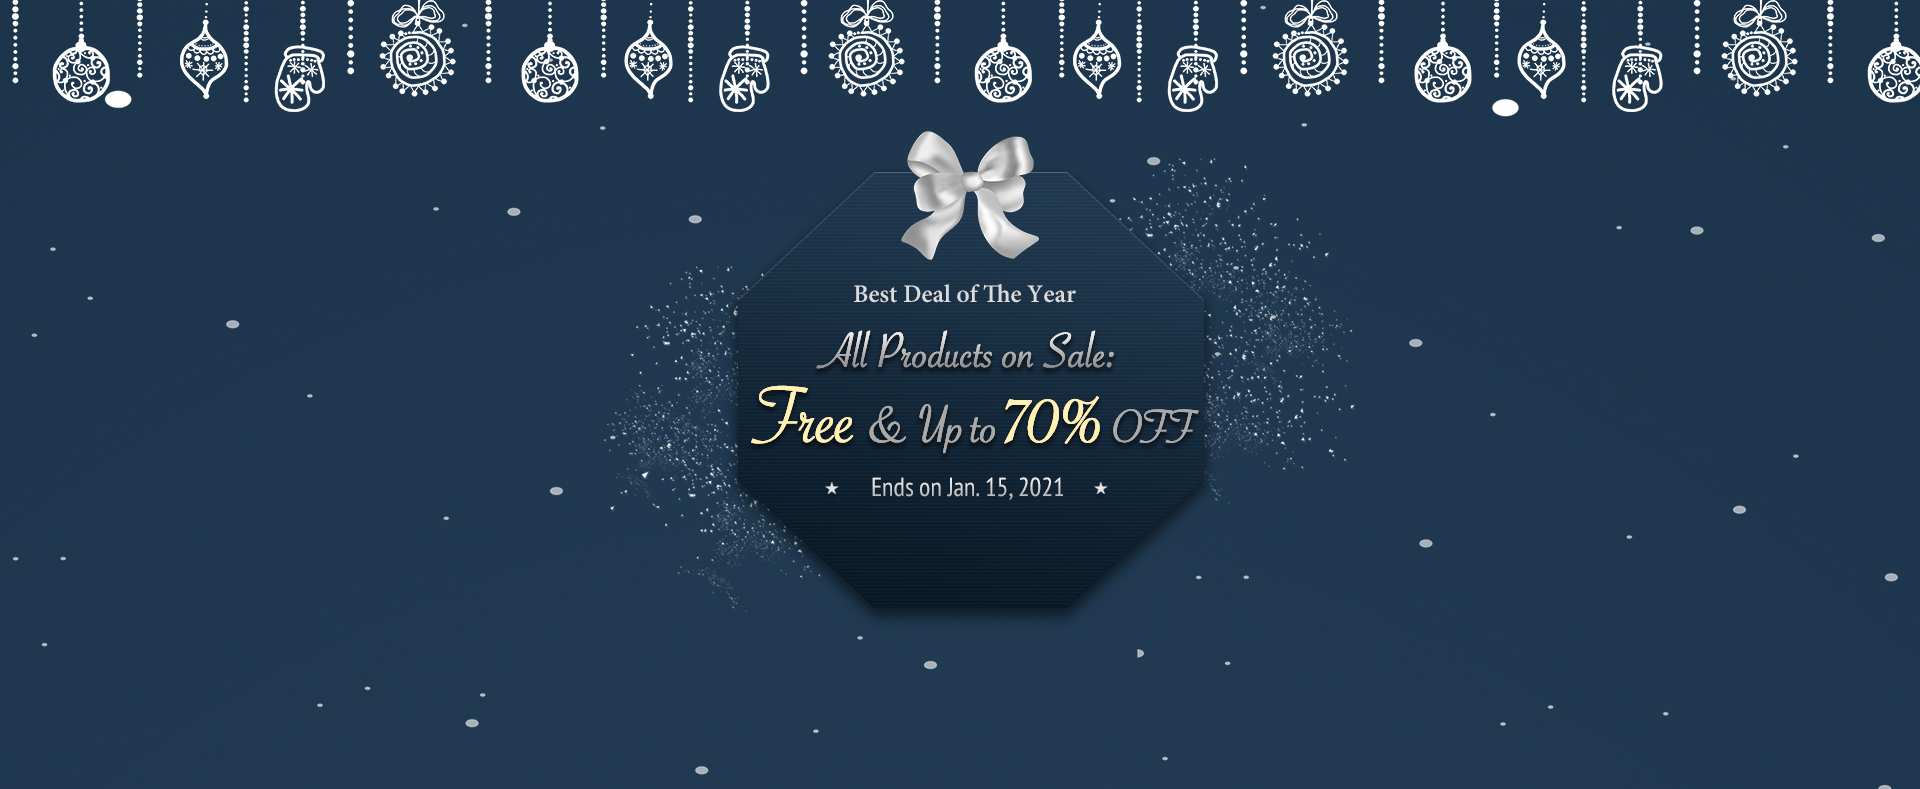 Best Deal of The Year
All Products on Sale:
Free & Up to 70% OFF
★ Ends on Jan. 15, 2021 ★